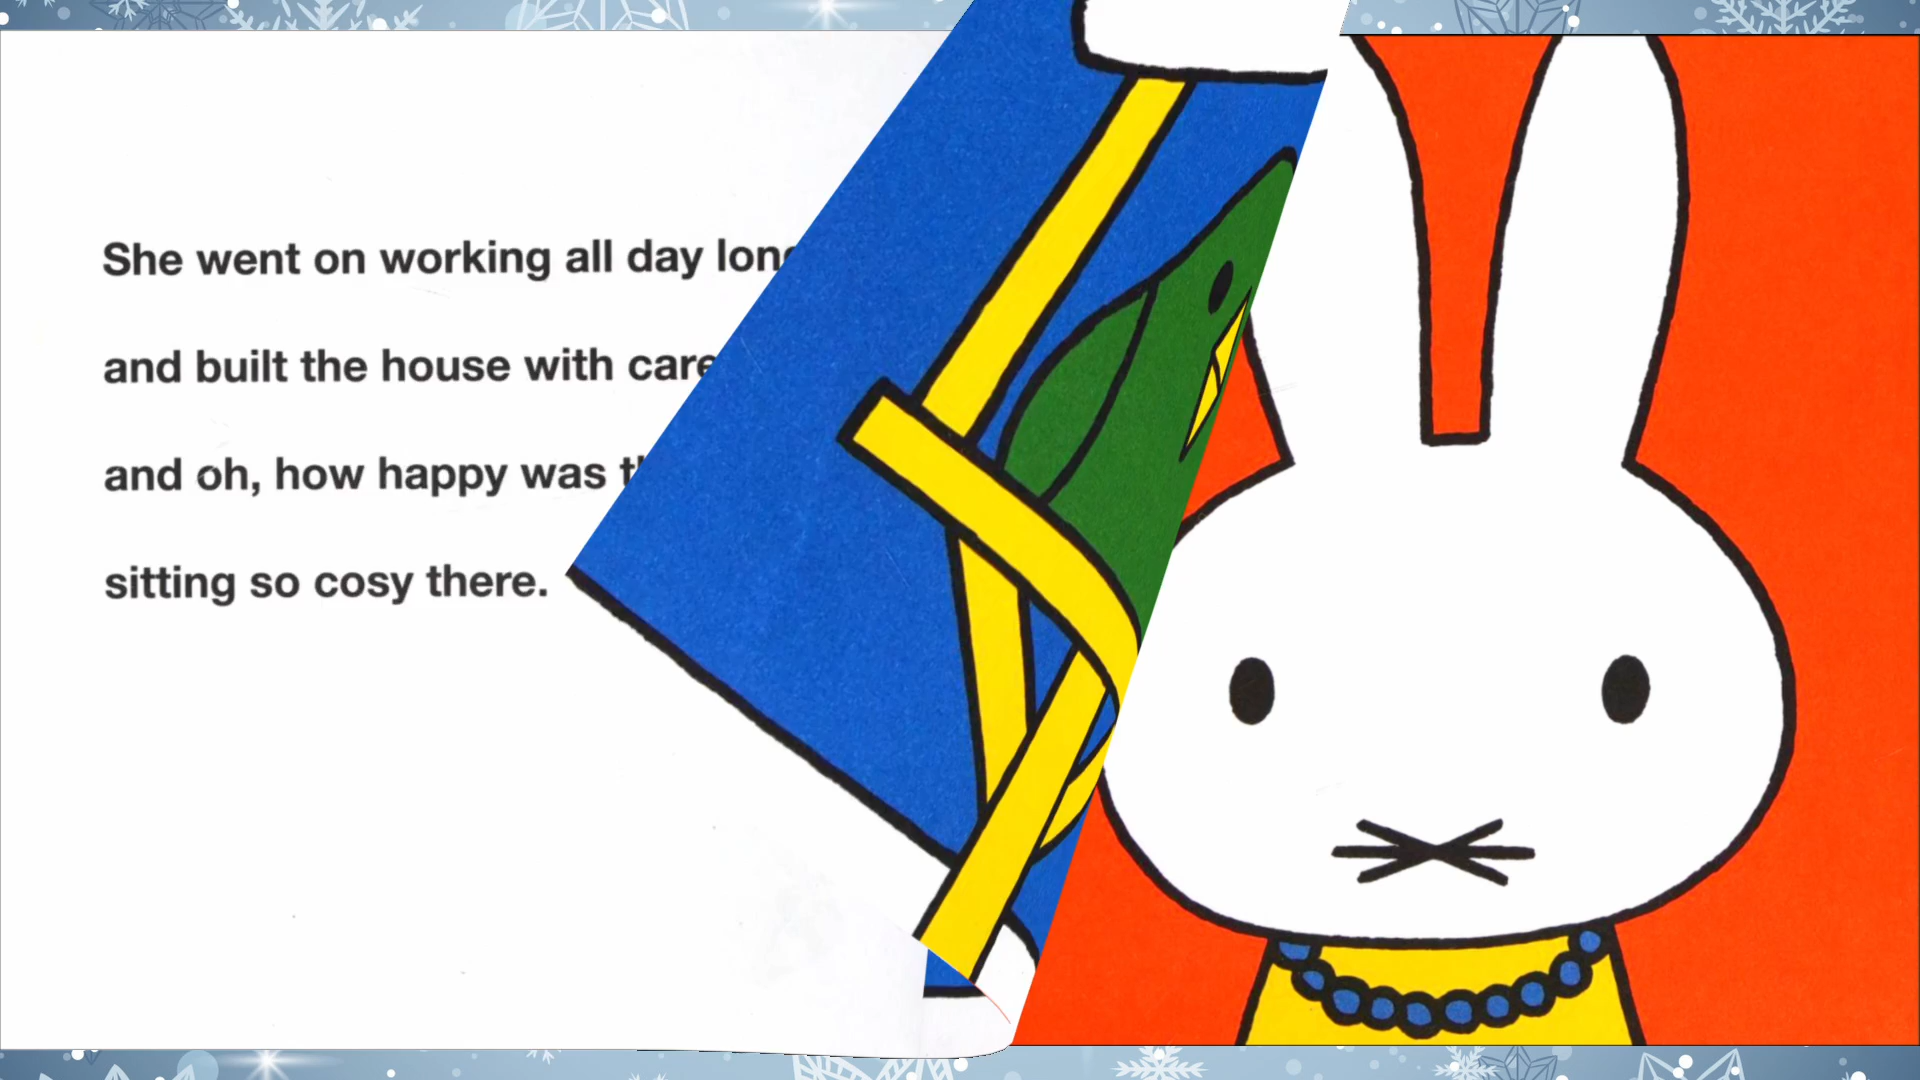 She went on working all day long
and built the house with care
and oh, how happy was
sitting so cosy there.